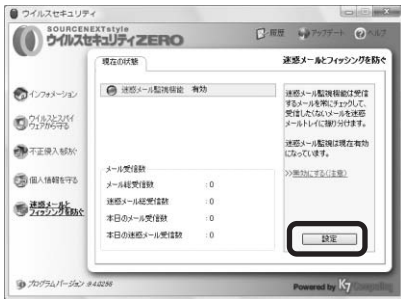 ウイルスセキュリティ
SOURCENEXTstyle
ウイルスセキュリティZERO
履歴
アップデート
ヘルプ
現在の状態
迷惑メールとフィッシングを防ぐ
インフォメーション
ウイルスとスパイ
ウェアから守る
不正侵入を防ぐ
個人情報を守る
迷惑メールと
フィッシングを防ぐ
迷惑メール監視機能 有効
メール受信数
メール総受信数 : 0
迷惑メール総受信数 : 0
本日のメール受信数 : 0
本日の迷惑メール受信数 : 0
迷惑メール監視機能は受信
するメールを常にチェックして、
受信したくないメールを迷惑
メールトレイに振り分けます。
迷惑メール監視は現在有効
になっています。
>>無効にする(注意)
設定
プログラムバージョン 9.4.0256
Powered by K7 Computing